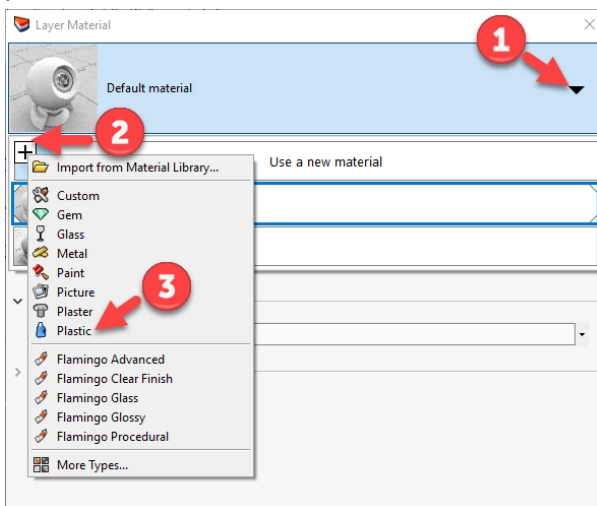 Layer Material
1
Default material
2
Use a new material
Import from Material Library...
Custom
Gem
Glass
Metal
Paint
Picture
3
Plaster
Plastic
Flamingo Advanced
Flamingo Clear Finish
Flamingo Glass
Flamingo Glossy
Flamingo Procedural
More Types...